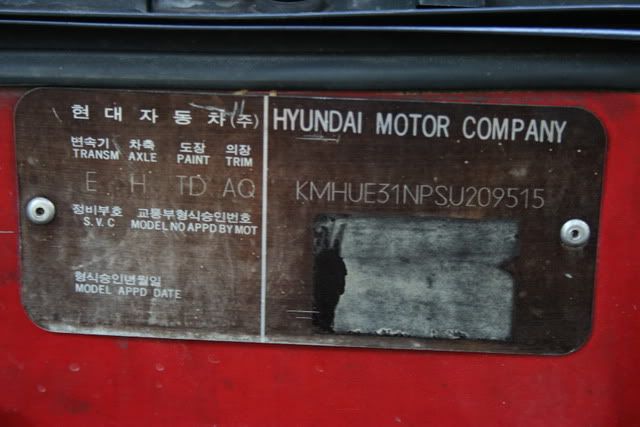 현대자동차(주)
변속기 차축 도장 의장
TRANSM AXLE PAINT TRIM
E H TD AQ
정비부호 교통부형식승인번호
S.V.C MODEL NO APPD BY MOT
형식승인년월일
MODEL APPD DATE
HYUNDAI MOTOR COMPANY
KMHUE31NPSU209515